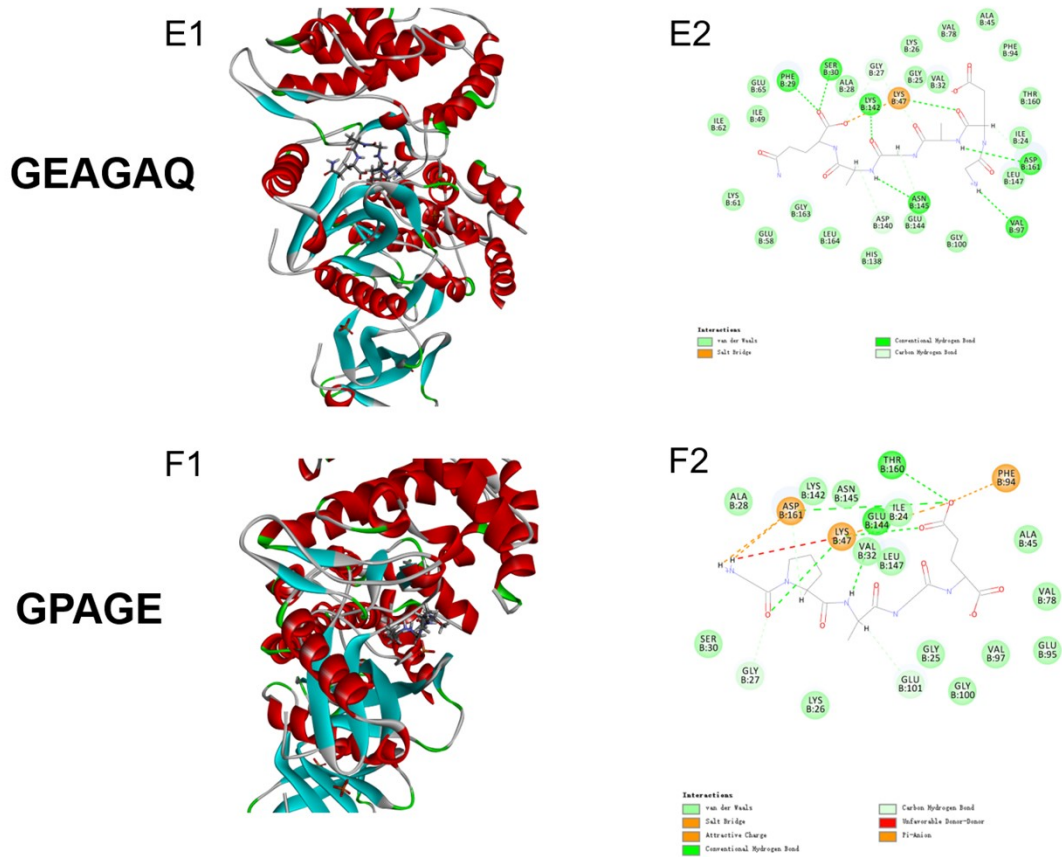 E1
E2
GEAGAQ
ALA
B:45
VAL
B:78
LYS
B:26
PHE
B:94
SER
B:30
GLY
B:27
GLY
B:25
PHE
B:29
ALA
B:28
VAL
B:32
GLU
B:65
LYS
B:142
LYS
B:47
THR
B:160
ILE
B:49
ILE
B:62
ILE
B:24
ASP
B:161
LEU
B:147
LYS
B:61
GLY
B:163
ASN
B:145
ASP
B:140
GLU
B:144
VAL
B:97
GLU
B:58
LEU
B:164
GLY
B:100
HIS
B:138
O
O
O
O
O
O
O
O
O
O
N
N
N
N
N
N
N
H
H
H
H
H
Interactions
van der Waals
Salt Bridge
Conventional Hydrogen Bond
Carbon Hydrogen Bond
F1
F2
GPAGE
THR
B:160
PHE
B:94
LYS
B:142
ASN
B:145
ALA
B:28
ASP
B:161
ILE
B:24
GLU
B:144
LYS
B:47
ALA
B:45
VAL
B:32
LEU
B:147
VAL
B:78
SER
B:30
GLY
B:27
GLY
B:25
VAL
B:97
GLU
B:95
GLU
B:101
GLY
B:100
LYS
B:26
Interactions
van der Waals
Salt Bridge
Attractive Charge
Conventional Hydrogen Bond
Carbon Hydrogen Bond
Unfavorable Donor-Donor
Pi-Anion